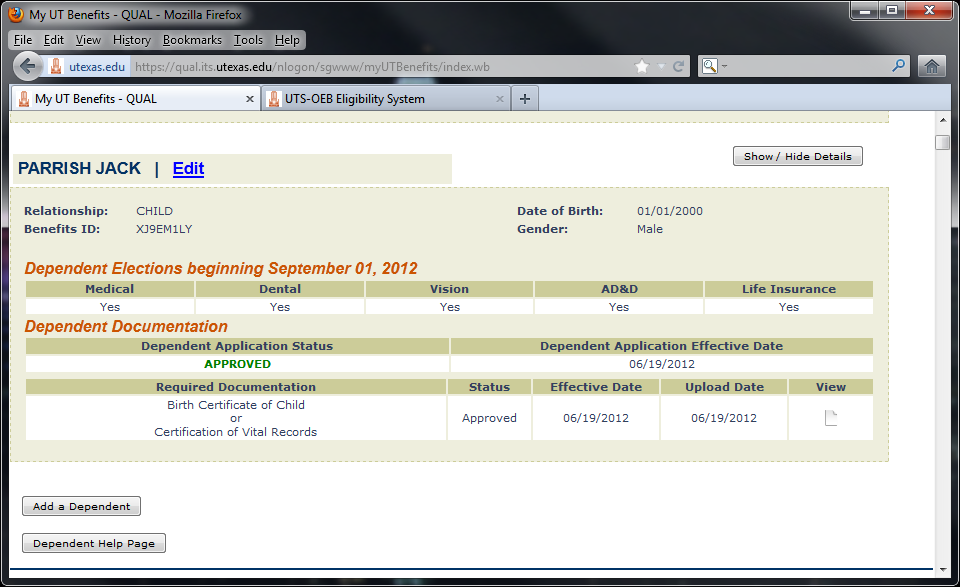 My UT Benefits - QUAL - Mozilla Firefox
File Edit View History Bookmarks Tools Help
utexas.edu https://qual.its.utexas.edu/nlogon/sgwww/myUTBenefits/index.wb
My UT Benefits - QUAL × UTS-OEB Eligibility System × +
PARRISH JACK | Edit
Show / Hide Details
Relationship: CHILD Date of Birth: 01/01/2000
Benefits ID: XJ9EM1LY Gender: Male
Dependent Elections beginning September 01, 2012
Medical Dental Vision AD&D Life Insurance
Yes Yes Yes Yes Yes
Dependent Documentation
Dependent Application Status Dependent Application Effective Date
APPROVED 06/19/2012
Required Documentation Status Effective Date Upload Date View
Birth Certificate of Child
or
Certification of Vital Records
Approved 06/19/2012 06/19/2012
Add a Dependent
Dependent Help Page